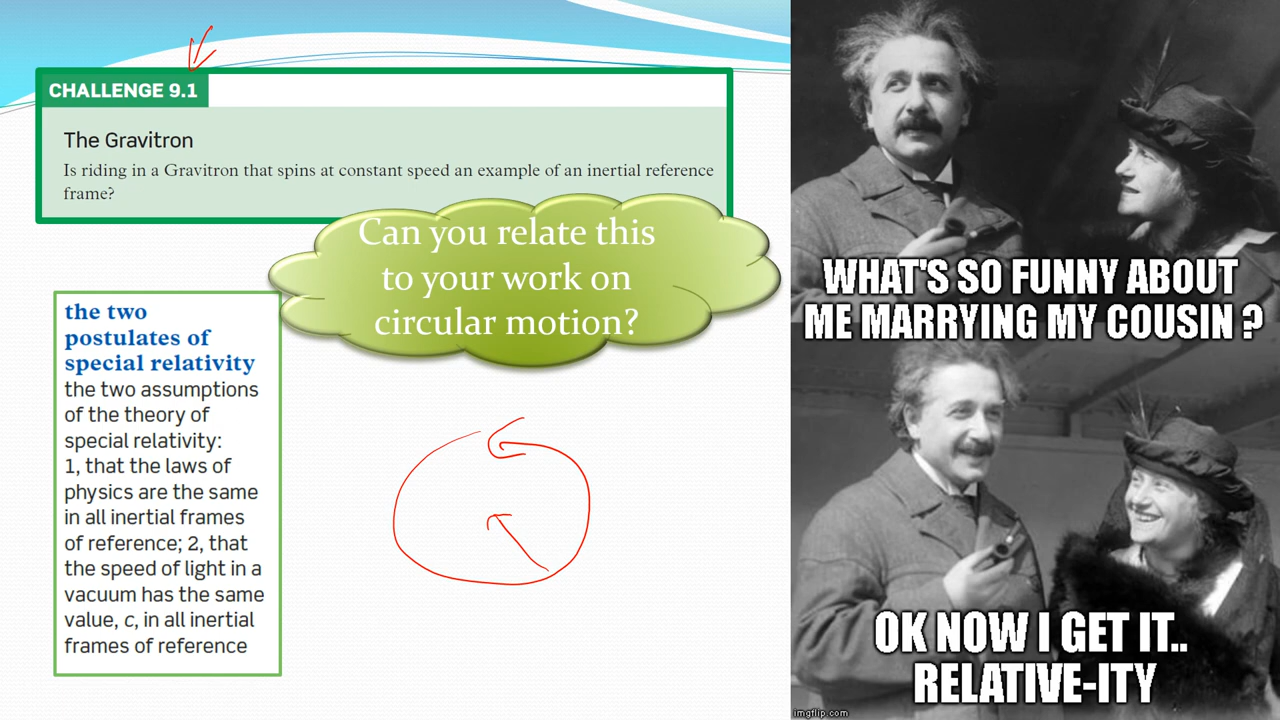 CHALLENGE 9.1
The Gravitron
Is riding in a Gravitron that spins at constant speed an example of an inertial reference
frame?
Can you relate this
to your work on
circular motion?
the two
postulates of
special relativity
the two assumptions
of the theory of
special relativity:
1, that the laws of
physics are the same
in all inertial frames
of reference; 2, that
the speed of light in a
vacuum has the same
value, c, in all inertial
frames of reference
WHAT'S SO FUNNY ABOUT
ME MARRYING MY COUSIN ?
OK NOW I GET IT..
RELATIVE-ITY
imgflip.com